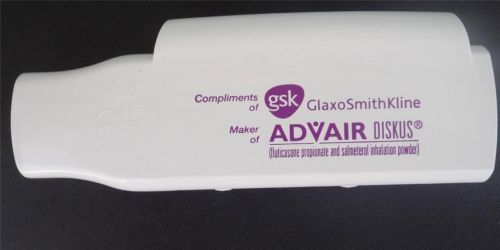 Compliments of gsk GlaxoSmithKline
Maker of ADVAIR DISKUS®
(fluticasone propionate and salmeterol inhalation powder)